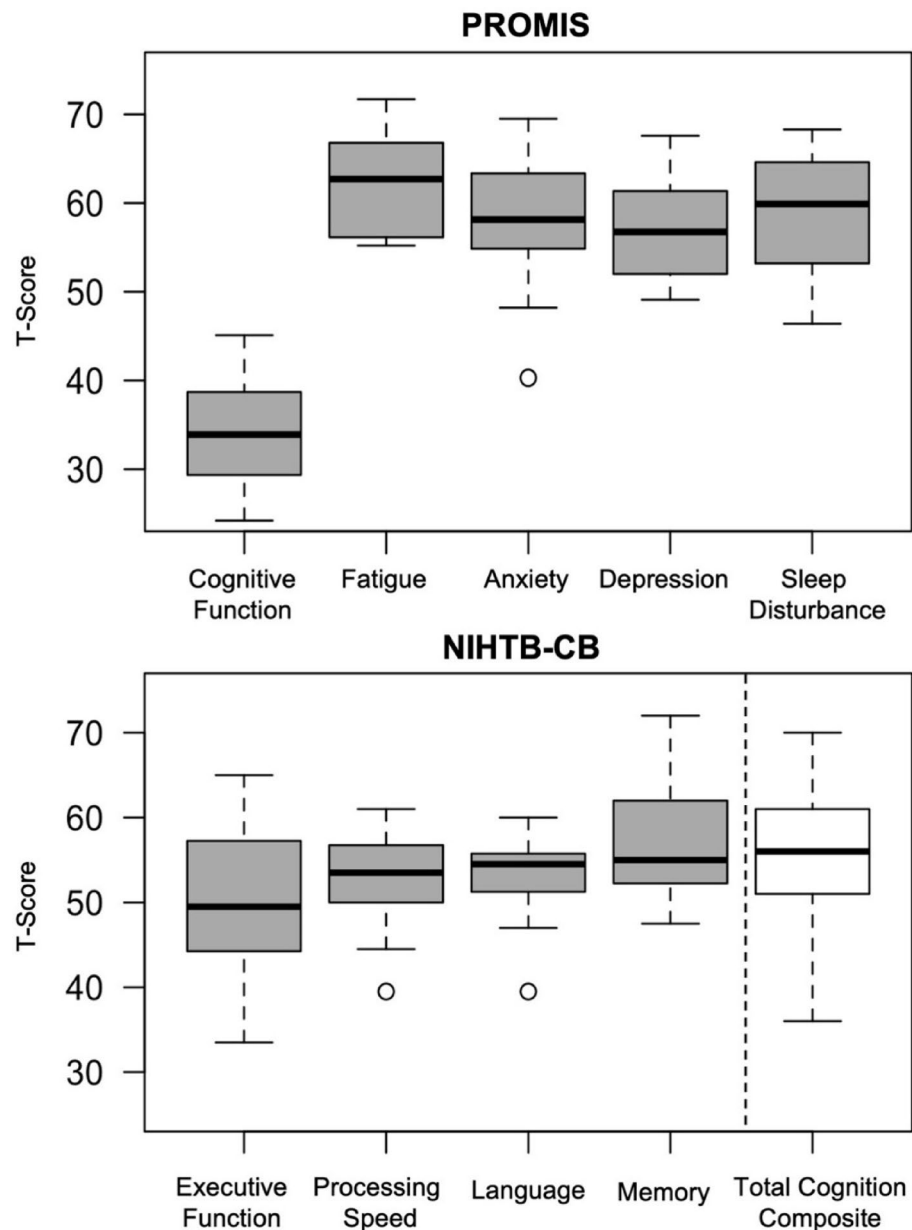 PROMIS
T-Score
70
60
50
40
30
Cognitive Function
Fatigue
Anxiety
Depression
Sleep Disturbance
NIHTB-CB
T-Score
70
60
50
40
30
Executive Function
Processing Speed
Language
Memory
Total Cognition Composite